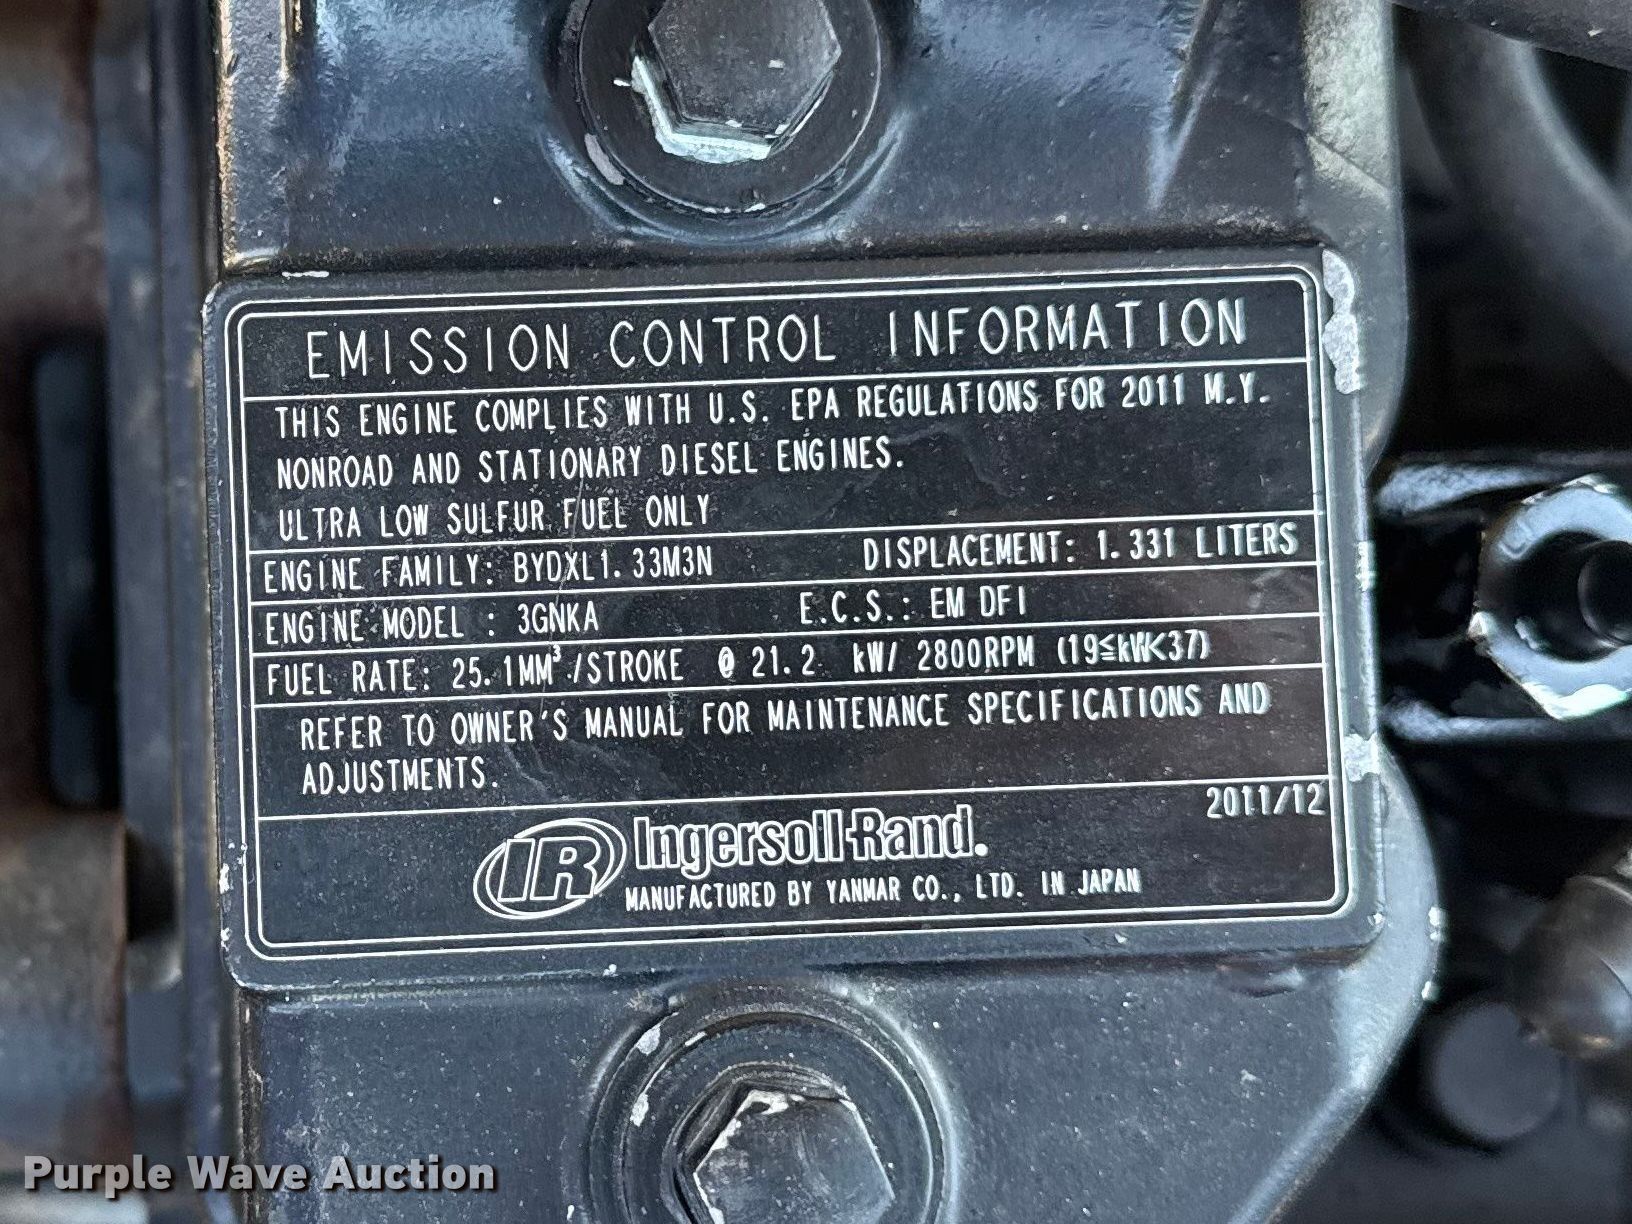 EMISSION CONTROL INFORMATION
THIS ENGINE COMPLIES WITH U.S. EPA REGULATIONS FOR 2011 M.Y.
NONROAD AND STATIONARY DIESEL ENGINES.
ULTRA LOW SULFUR FUEL ONLY
ENGINE FAMILY: BYDXL1.33M3N DISPLACEMENT: 1.331 LITERS
ENGINE MODEL : 3GNKA E.C.S.: EM DFI
FUEL RATE: 25.1MM³/STROKE @ 21.2 kW/ 2800RPM (19≦kW<37)
REFER TO OWNER'S MANUAL FOR MAINTENANCE SPECIFICATIONS AND
ADJUSTMENTS.
2011/12
IR Ingersoll-Rand.
MANUFACTURED BY YANMAR CO., LTD. IN JAPAN
Purple Wave Auction